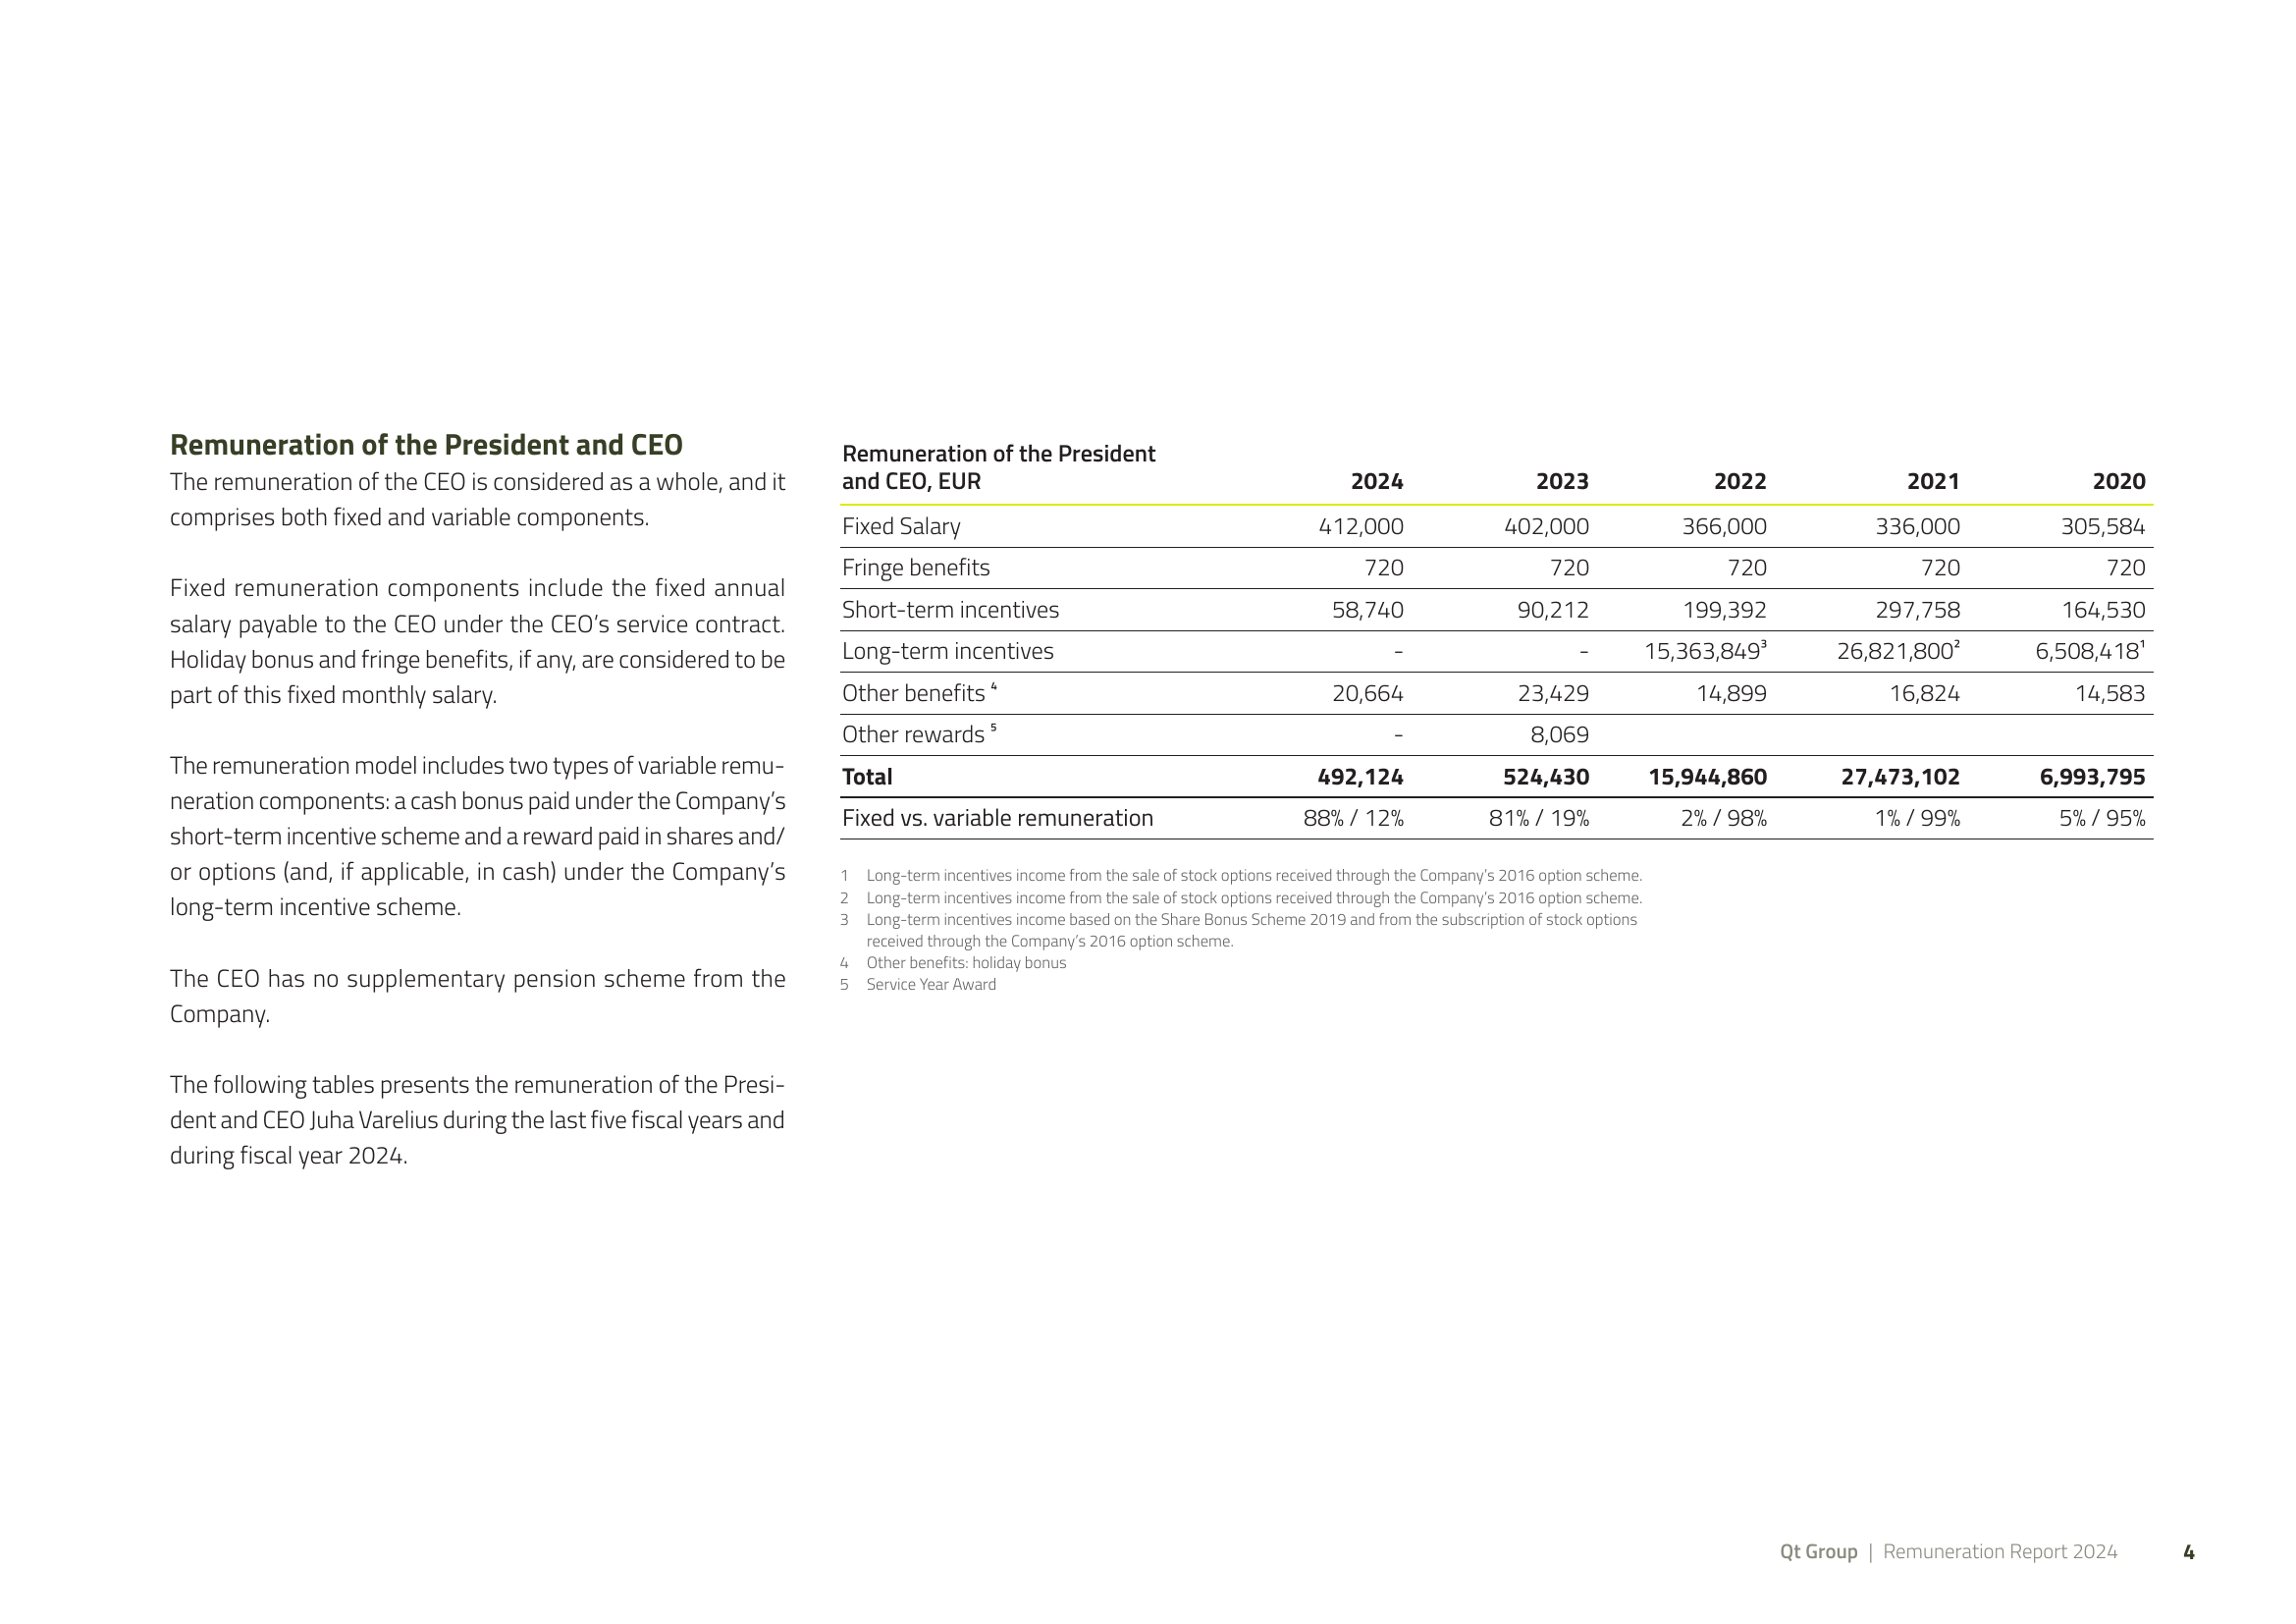 Remuneration of the President and CEO
The remuneration of the CEO is considered as a whole, and it
comprises both fixed and variable components.
Fixed remuneration components include the fixed annual
salary payable to the CEO under the CEO’s service contract.
Holiday bonus and fringe benefits, if any, are considered to be
part of this fixed monthly salary.
The remuneration model includes two types of variable remu-
neration components: a cash bonus paid under the Company’s
short-term incentive scheme and a reward paid in shares and/
or options (and, if applicable, in cash) under the Company’s
long-term incentive scheme.
The CEO has no supplementary pension scheme from the
Company.
The following tables presents the remuneration of the Presi-
dent and CEO Juha Varelius during the last five fiscal years and
during fiscal year 2024.
Remuneration of the President
and CEO, EUR 2024 2023 2022 2021 2020
Fixed Salary 412,000 402,000 366,000 336,000 305,584
Fringe benefits 720 720 720 720 720
Short-term incentives 58,740 90,212 199,392 297,758 164,530
Long-term incentives - - 15,363,849³ 26,821,800² 6,508,418¹
Other benefits ⁴ 20,664 23,429 14,899 16,824 14,583
Other rewards ⁵ - 8,069
Total 492,124 524,430 15,944,860 27,473,102 6,993,795
Fixed vs. variable remuneration 88% / 12% 81% / 19% 2% / 98% 1% / 99% 5% / 95%
1 Long-term incentives income from the sale of stock options received through the Company’s 2016 option scheme.
2 Long-term incentives income from the sale of stock options received through the Company’s 2016 option scheme.
3 Long-term incentives income based on the Share Bonus Scheme 2019 and from the subscription of stock options
received through the Company’s 2016 option scheme.
4 Other benefits: holiday bonus
5 Service Year Award
Qt Group | Remuneration Report 2024 4